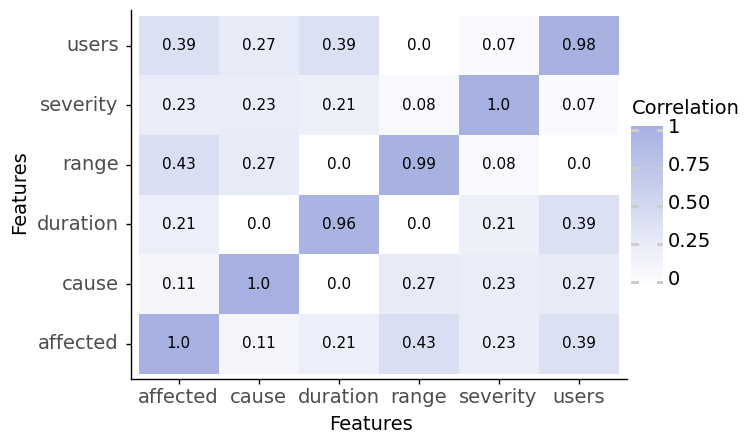 users 0.39 0.27 0.39 0.0 0.07 0.98
severity 0.23 0.23 0.21 0.08 1.0 0.07
range 0.43 0.27 0.0 0.99 0.08 0.0
duration 0.21 0.0 0.96 0.0 0.21 0.39
cause 0.11 1.0 0.0 0.27 0.23 0.27
affected 1.0 0.11 0.21 0.43 0.23 0.39
affected cause duration range severity users
Features
Features
Correlation
1
0.75
0.50
0.25
0